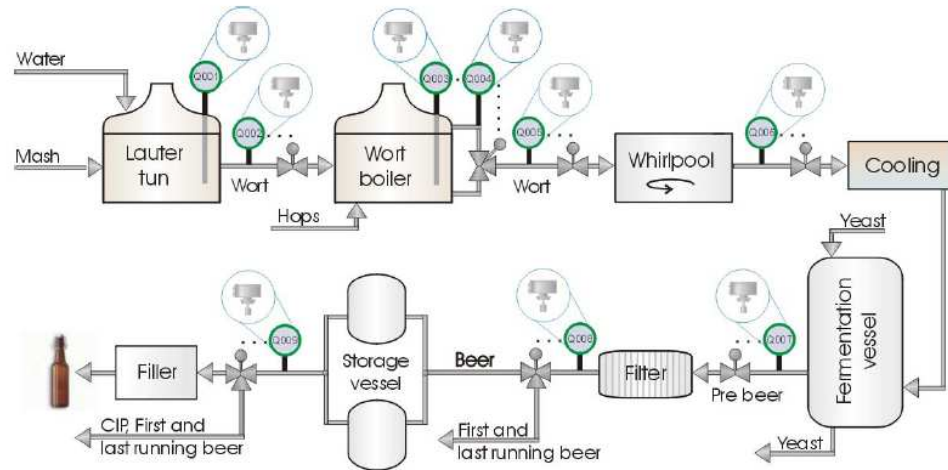 Q001
Q003
Q004
Water
Q002
Q005
Q006
Mash
Lauter
tun
Wort
boiler
Whirlpool
Cooling
Wort
Wort
Hops
Yeast
Q009
Q008
Q007
Fermentation
vessel
Filler
Storage
vessel
Beer
Filter
Pre beer
CIP, First and
last running beer
First and
last running beer
Yeast